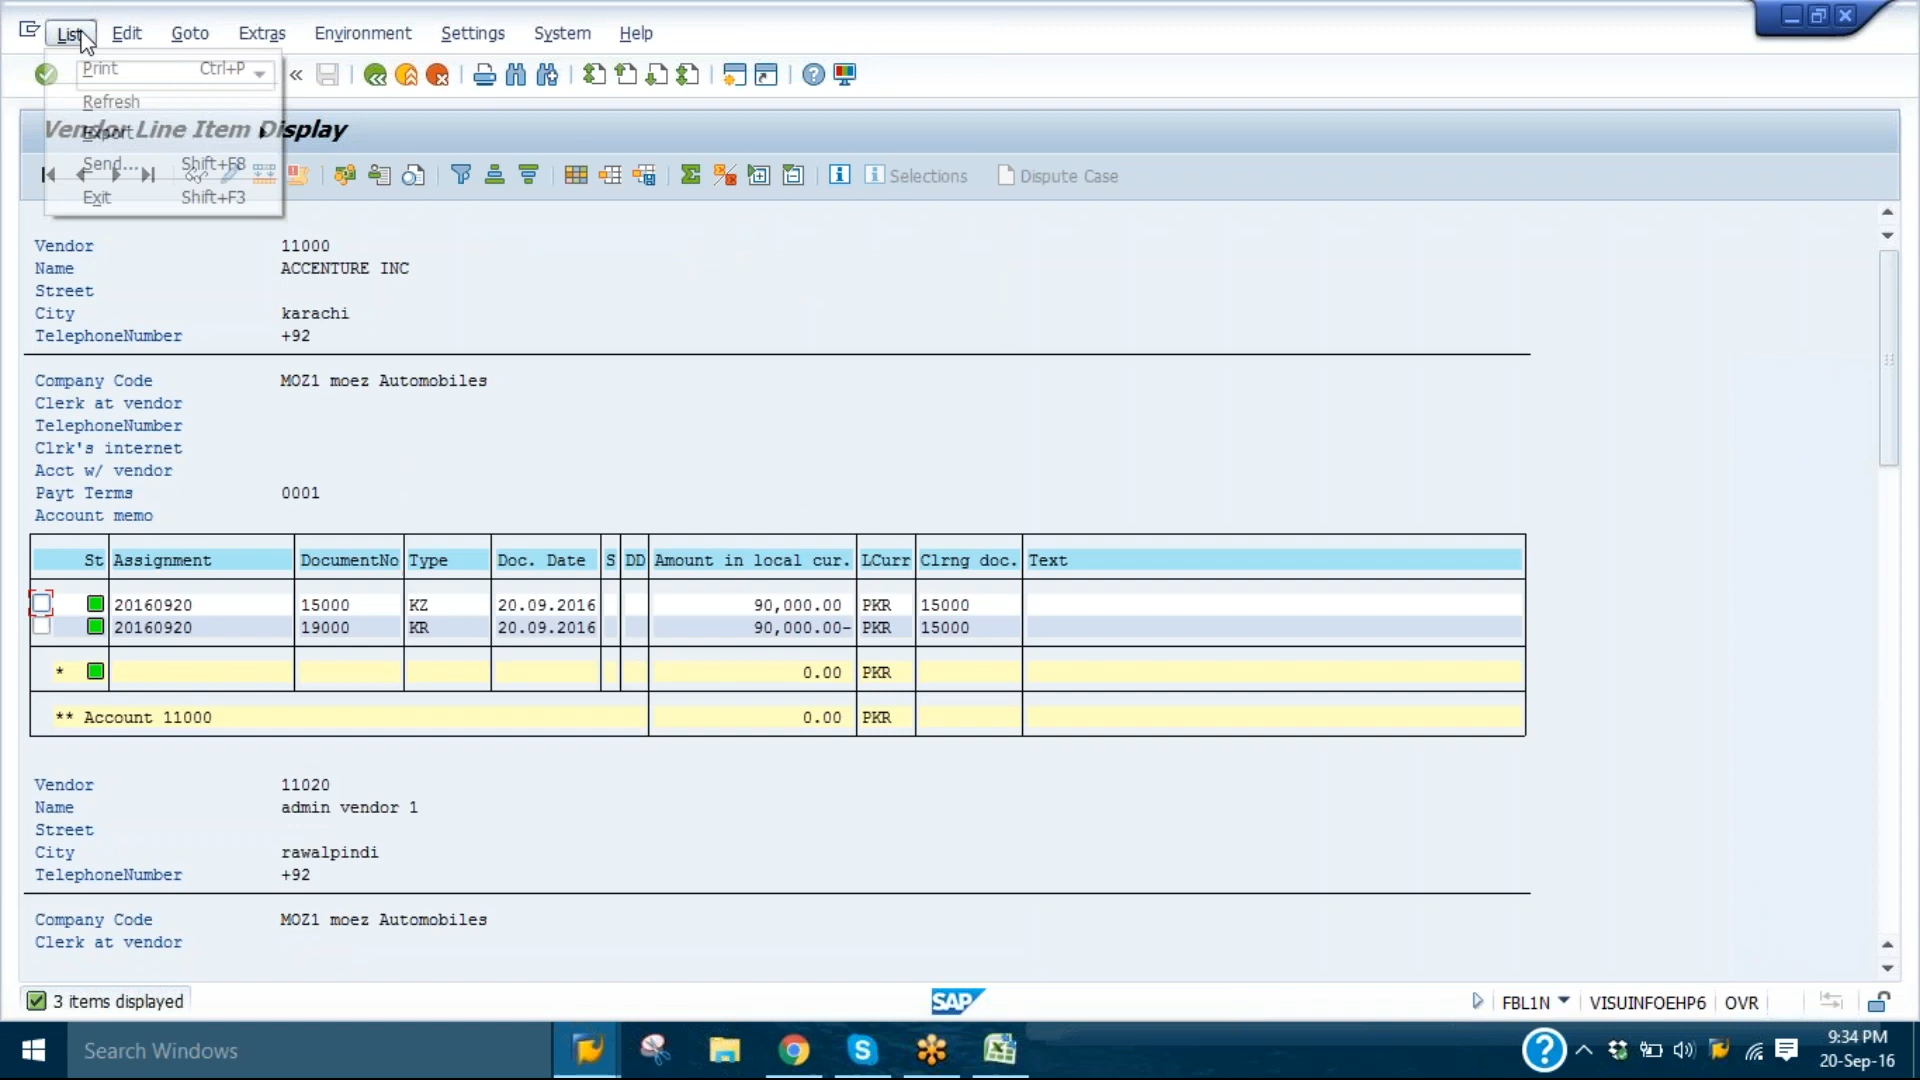 List Edit Goto Extras Environment Settings System Help
Print Ctrl+P
Refresh
Export
Send... Shift+F8
Exit Shift+F3
Vendor Line Item Display
Selections Dispute Case
Vendor 11000
Name ACCENTURE INC
Street
City karachi
TelephoneNumber +92
Company Code MOZ1 moez Automobiles
Clerk at vendor
TelephoneNumber
Clrk's internet
Acct w/ vendor
Payt Terms 0001
Account memo
St Assignment DocumentNo Type Doc. Date S DD Amount in local cur. LCurr Clrng doc. Text
20160920 15000 KZ 20.09.2016 90,000.00 PKR 15000
20160920 19000 KR 20.09.2016 90,000.00- PKR 15000
* 0.00 PKR
** Account 11000 0.00 PKR
Vendor 11020
Name admin vendor 1
Street
City rawalpindi
TelephoneNumber +92
Company Code MOZ1 moez Automobiles
Clerk at vendor
3 items displayed
SAP
FBL1N VISUINFOEHP6 OVR
Search Windows
9:34 PM
20-Sep-16